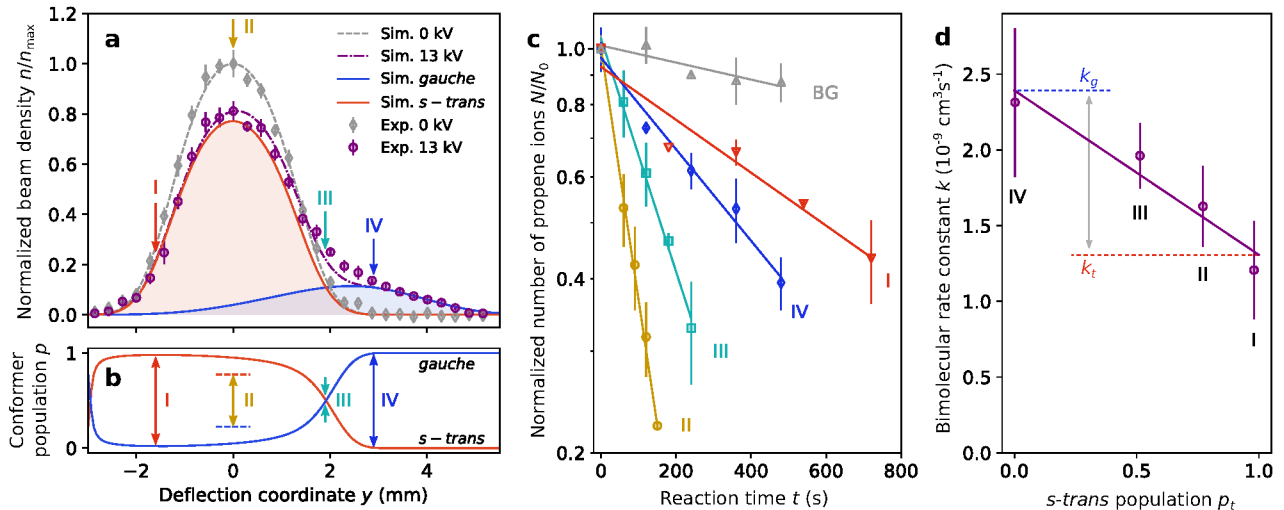 Normalized beam density n/n_max
1.2
1.0
0.8
0.6
0.4
0.2
0.0
a
I
II
III
IV
Sim. 0 kV
Sim. 13 kV
Sim. gauche
Sim. s−trans
Exp. 0 kV
Exp. 13 kV
Conformer
population p
1
0
b
I
II
III
IV
gauche
s−trans
−2
0
2
4
Deflection coordinate y (mm)
c
Normalized number of propene ions N/N₀
1.0
0.8
0.6
0.4
0.2
BG
I
IV
III
II
0
200
400
600
800
Reaction time t (s)
d
Bimolecular rate constant k (10⁻⁹ cm³s⁻¹)
2.5
2.0
1.5
1.0
0.5
0.0
k_g
k_t
IV
III
II
I
0.0
0.5
1.0
s-trans population p_t